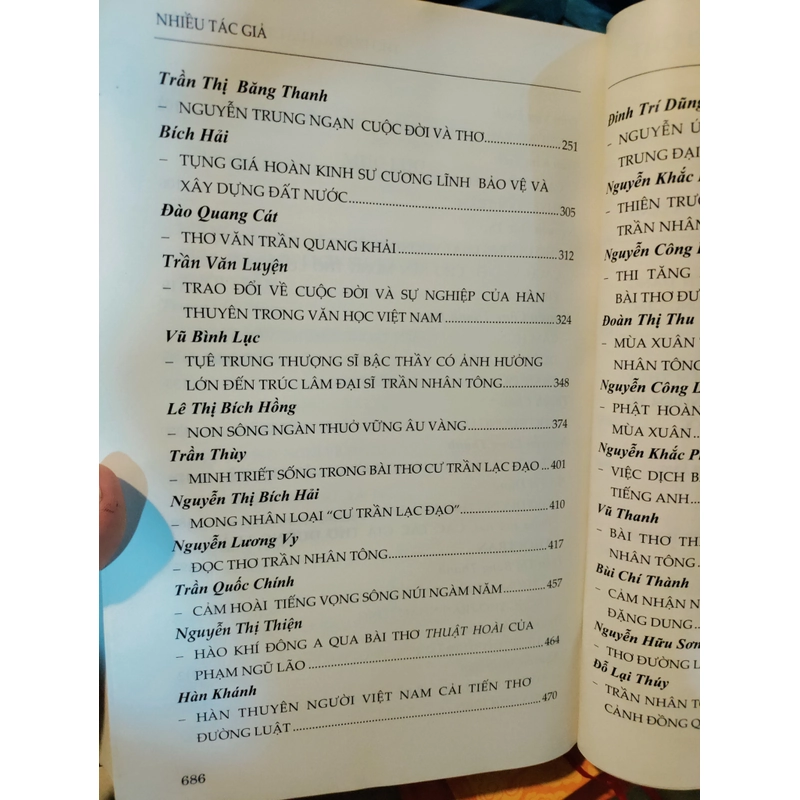 NHIỀU TÁC GIẢ
Trần Thị Băng Thanh
– NGUYỄN TRUNG NGẠN CUỘC ĐỜI VÀ THƠ..................251
Bích Hải
– TỤNG GIÁ HOÀN KINH SƯ CƯƠNG LĨNH BẢO VỆ VÀ
XÂY DỰNG ĐẤT NƯỚC..................305
Đào Quang Cát
– THƠ VĂN TRẦN QUANG KHẢI..................312
Trần Văn Luyện
– TRAO ĐỔI VỀ CUỘC ĐỜI VÀ SỰ NGHIỆP CỦA HÀN
THUYÊN TRONG VĂN HỌC VIỆT NAM..................324
Vũ Bình Lục
– TỤÊ TRUNG THƯỢNG SĨ BẬC THẦY CÓ ẢNH HƯỞNG
LỚN ĐẾN TRÚC LÂM ĐẠI SĨ TRẦN NHÂN TÔNG..........348
Lê Thị Bích Hồng
– NON SÔNG NGÀN THUỞ VỮNG ÂU VÀNG..................374
Trần Thùy
– MINH TRIẾT SỐNG TRONG BÀI THƠ CƯ TRẦN LẠC ĐẠO...401
Nguyễn Thị Bích Hải
– MONG NHÂN LOẠI “CƯ TRẦN LẠC ĐẠO”..................410
Nguyễn Lương Vy
– ĐỌC THƠ TRẦN NHÂN TÔNG..................417
Trần Quốc Chính
– CẢM HOÀI TIẾNG VỌNG SÔNG NÚI NGÀM NĂM..........457
Nguyễn Thị Thiện
– HÀO KHÍ ĐÔNG A QUA BÀI THƠ THUẬT HOÀI CỦA
PHẠM NGŨ LÃO..................464
Hàn Khánh
– HÀN THUYÊN NGƯỜI VIỆT NAM CẢI TIẾN THƠ
ĐƯỜNG LUẬT..................470
686
Đinh Trí Dũng
– NGUYỄN Ú
TRUNG ĐẠI
Nguyễn Khắc
– THIÊN TRƯ
TRẦN NHÂN
Nguyễn Công
– THI TĂNG
BÀI THƠ ĐƯ
Đoàn Thị Thu
– MÙA XUÂN
NHÂN TÔNG
Nguyễn Công L
– PHẬT HOÀN
MÙA XUÂN
Nguyễn Khắc P
– VIỆC DỊCH B
TIẾNG ANH
Vũ Thanh
– BÀI THƠ TH
NHÂN TÔNG
Bùi Chí Thành
– CẢM NHẬN N
ĐẶNG DUNG
Nguyễn Hữu Sơn
– THƠ ĐƯỜNG L
Đỗ Lai Thúy
– TRẦN NHÂN T
CẢNH ĐỒNG Q